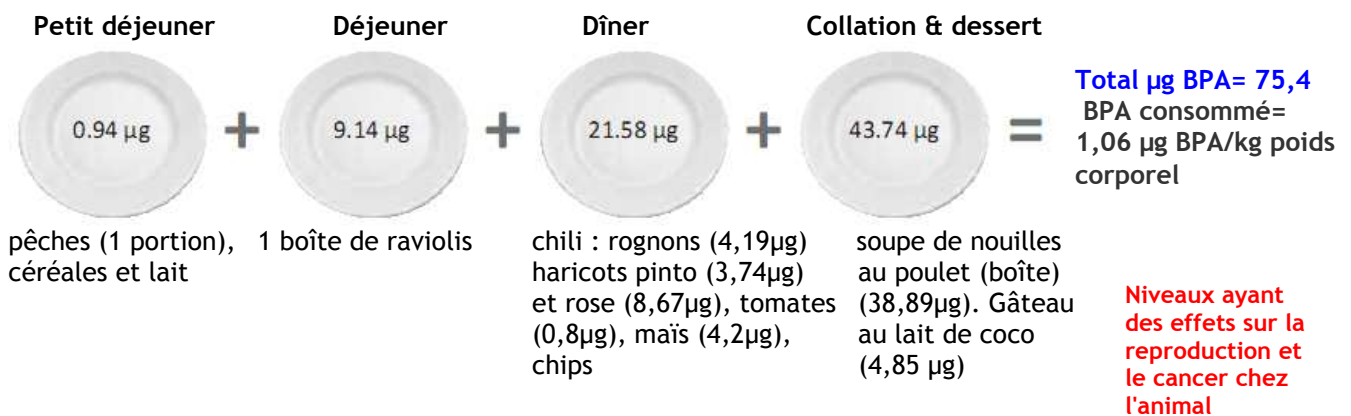 Petit déjeuner
Déjeuner
Dîner
Collation & dessert
0.94 µg
+
9.14 µg
+
21.58 µg
+
43.74 µg
=
Total µg BPA= 75,4
BPA consommé=
1,06 µg BPA/kg poids
corporel
pêches (1 portion),
céréales et lait
1 boîte de raviolis
chili : rognons (4,19µg)
haricots pinto (3,74µg)
et rose (8,67µg), tomates
(0,8µg), maïs (4,2µg),
chips
soupe de nouilles
au poulet (boîte)
(38,89µg). Gâteau
au lait de coco
(4,85 µg)
Niveaux ayant
des effets sur la
reproduction et
le cancer chez
l'animal